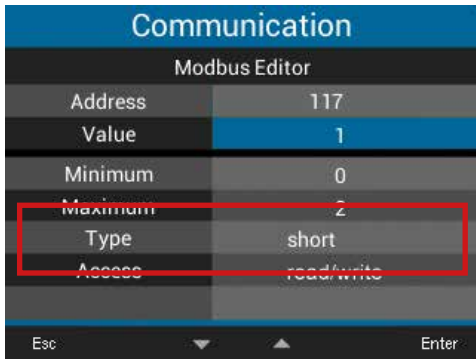 Communication
Modbus Editor
Address 117
Value 1
Minimum 0
Maximum 2
Type short
Access read/write
Esc Enter